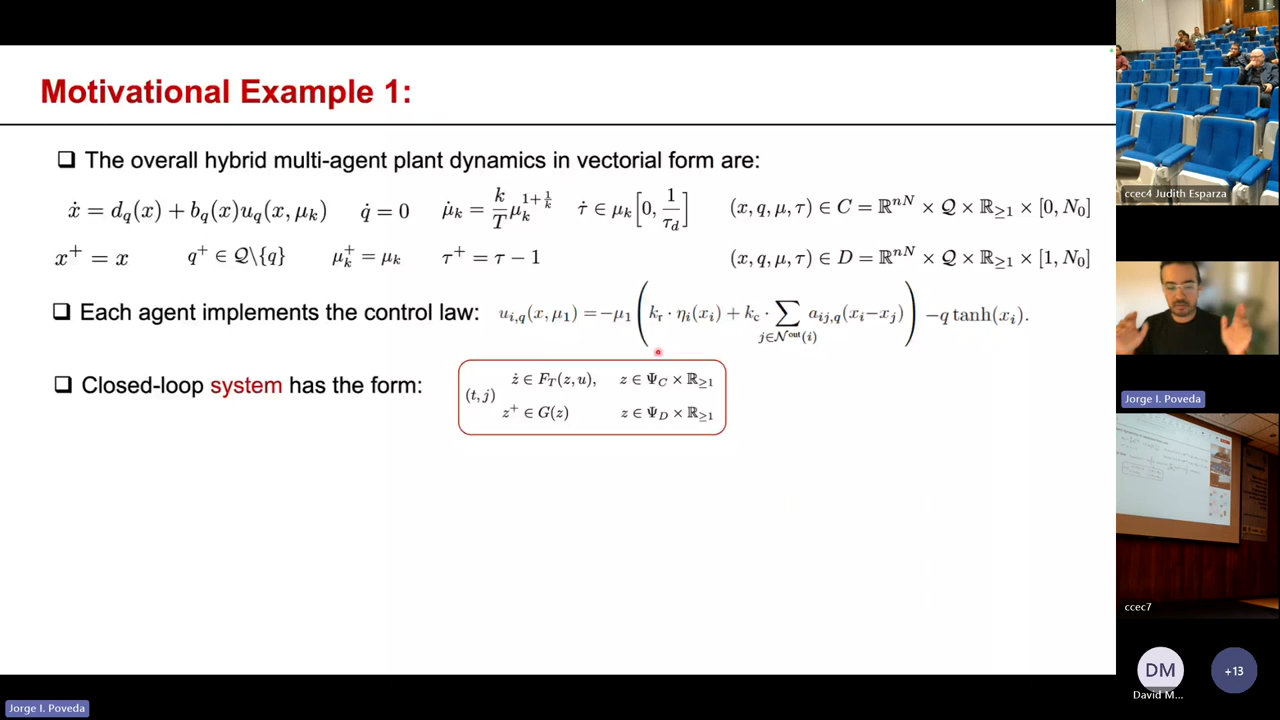 Motivational Example 1:
❑ The overall hybrid multi-agent plant dynamics in vectorial form are:
ẋ = d_q(x) + b_q(x)u_q(x, μ_k)   q̇ = 0   μ̇_k = k/T μ_k^{1+1/k}   τ̇ ∈ μ_k[0, 1/τ_d]   (x, q, μ, τ) ∈ C = ℝ^{nN} × 𝒬 × ℝ_{≥1} × [0, N_0]
x⁺ = x   q⁺ ∈ 𝒬\{q}   μ_k⁺ = μ_k   τ⁺ = τ − 1   (x, q, μ, τ) ∈ D = ℝ^{nN} × 𝒬 × ℝ_{≥1} × [1, N_0]
❑ Each agent implements the control law: u_{i,q}(x, μ_1) = −μ_1 ( k_r · η_i(x_i) + k_c · ∑_{j∈𝒩^{out}(i)} a_{ij,q}(x_i − x_j) ) − q tanh(x_i).
❑ Closed-loop system has the form:
(t, j)
ż ∈ F_T(z, u),   z ∈ Ψ_C × ℝ_{≥1}
z⁺ ∈ G(z)   z ∈ Ψ_D × ℝ_{≥1}
ccec4 Judith Esparza
Jorge I. Poveda
ccec7
DM
David M...
+13
Jorge I. Poveda